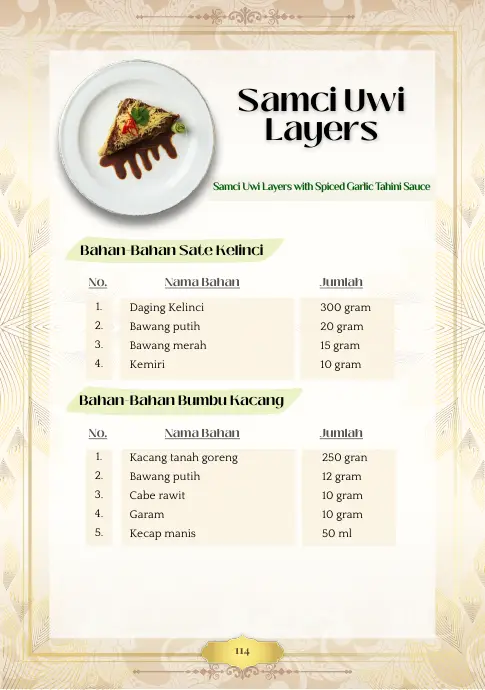 Samci Uwi
Layers
Samci Uwi Layers with Spiced Garlic Tahini Sauce
Bahan-Bahan Sate Kelinci
No. Nama Bahan Jumlah
1. Daging Kelinci 300 gram
2. Bawang putih 20 gram
3. Bawang merah 15 gram
4. Kemiri 10 gram
Bahan-Bahan Bumbu Kacang
No. Nama Bahan Jumlah
1. Kacang tanah goreng 250 gran
2. Bawang putih 12 gram
3. Cabe rawit 10 gram
4. Garam 10 gram
5. Kecap manis 50 ml
114